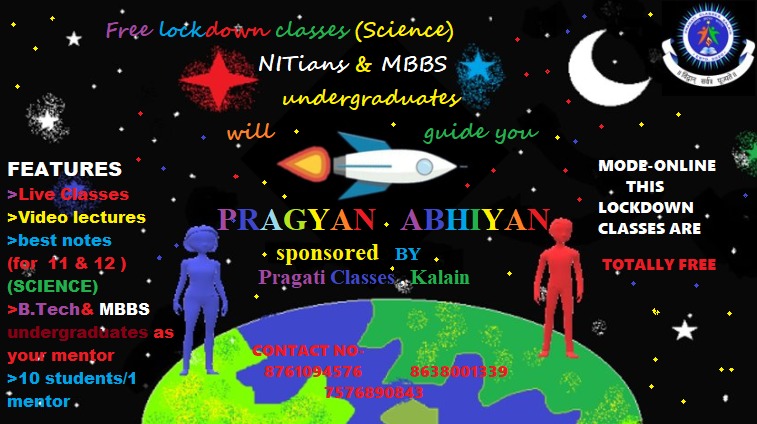 Free lockdown classes (Science)
NITians & MBBS
undergraduates
will guide you
FEATURES
>Live Classes
>Video lectures
>best notes
(for 11 & 12 )
(SCIENCE)
>B.Tech& MBBS
undergraduates as
your mentor
>10 students/1
mentor
PRAGYAN ABHIYAN
sponsored BY
Pragati Classes, Kalain
MODE-ONLINE
THIS
LOCKDOWN
CLASSES ARE
TOTALLY FREE
CONTACT NO-
8761094576 8638001339
7576890843